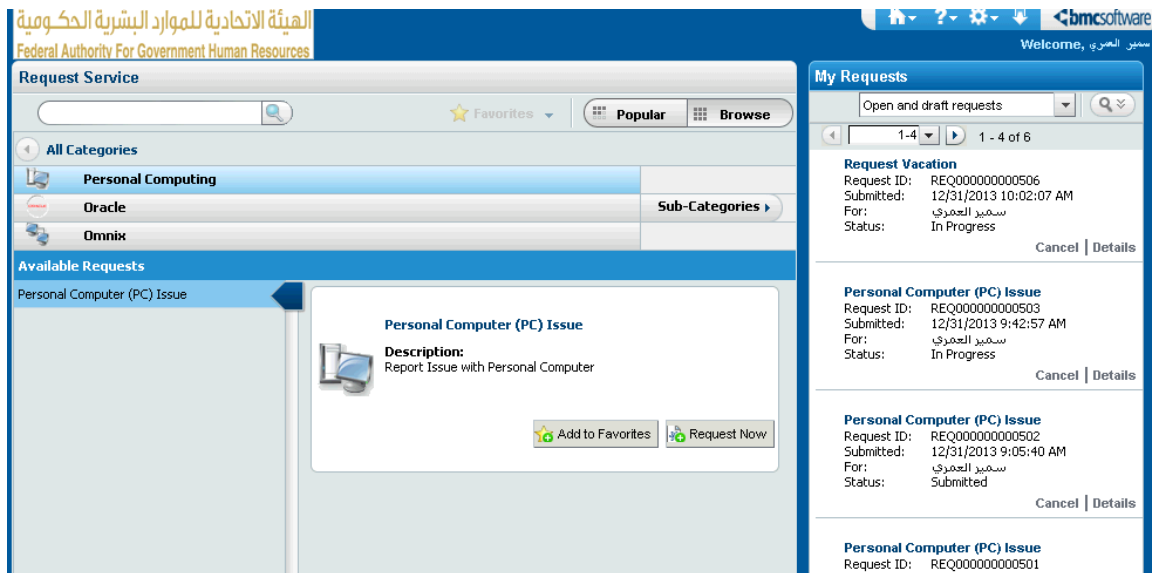 الهيئة الاتحادية للموارد البشرية الحكـومية
Federal Authority For Government Human Resources
bmcsoftware
Welcome, سمير العمري
Request Service
Favorites
Popular
Browse
All Categories
Personal Computing
Oracle
Sub-Categories
Omnix
Available Requests
Personal Computer (PC) Issue
Personal Computer (PC) Issue
Description:
Report Issue with Personal Computer
Add to Favorites
Request Now
My Requests
Open and draft requests
1-4
1 - 4 of 6
Request Vacation
Request ID: REQ000000000506
Submitted: 12/31/2013 10:02:07 AM
For: سمير العمري
Status: In Progress
Cancel | Details
Personal Computer (PC) Issue
Request ID: REQ000000000503
Submitted: 12/31/2013 9:42:57 AM
For: سمير العمري
Status: In Progress
Cancel | Details
Personal Computer (PC) Issue
Request ID: REQ000000000502
Submitted: 12/31/2013 9:05:40 AM
For: سمير العمري
Status: Submitted
Cancel | Details
Personal Computer (PC) Issue
Request ID: REQ000000000501